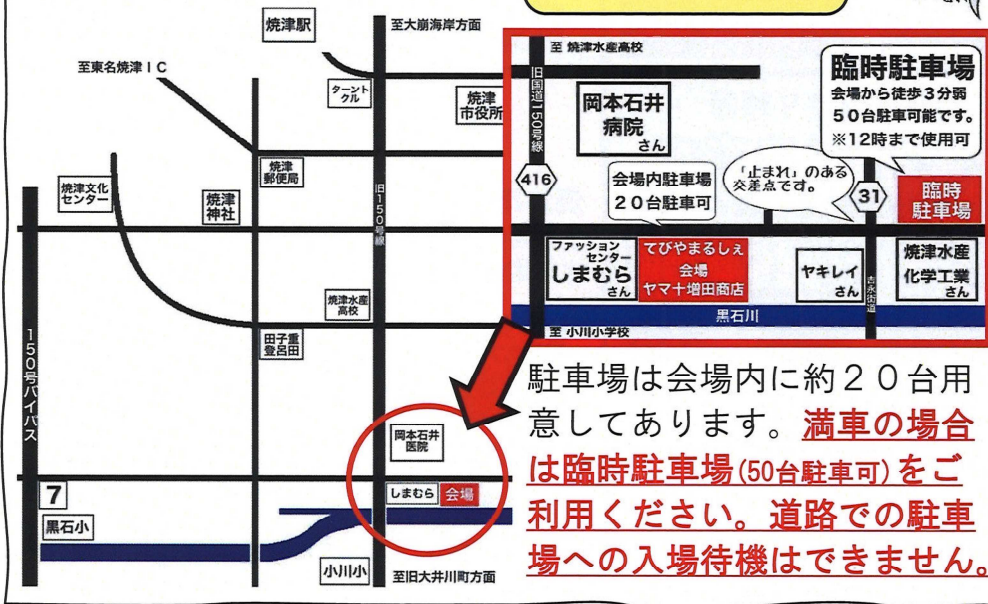 焼津駅
至大崩海岸方面
至東名焼津IC
ターント
クル
焼津
市役所
焼津
郵便局
焼津文化
センター
焼津
神社
旧150号線
焼津水産
高校
田子重
登呂田
150号バイパス
岡本石井
医院
しまむら
会場
7
黒石小
小川小
至旧大井川町方面
至 焼津水産高校
旧国道150号線
岡本石井
病院
さん
臨時駐車場
会場から徒歩3分弱
50台駐車可能です。
※12時まで使用可
416
会場内駐車場
20台駐車可
「止まれ」のある
交差点です。
31
臨時
駐車場
ファッション
センター
しまむら
さん
てびやまるしぇ
会場
ヤマ十増田商店
ヤキレイ
さん
吉永街道
焼津水産
化学工業
さん
黒石川
至 小川小学校
駐車場は会場内に約20台用
意してあります。満車の場合
は臨時駐車場(50台駐車可)をご
利用ください。道路での駐車
場への入場待機はできません。